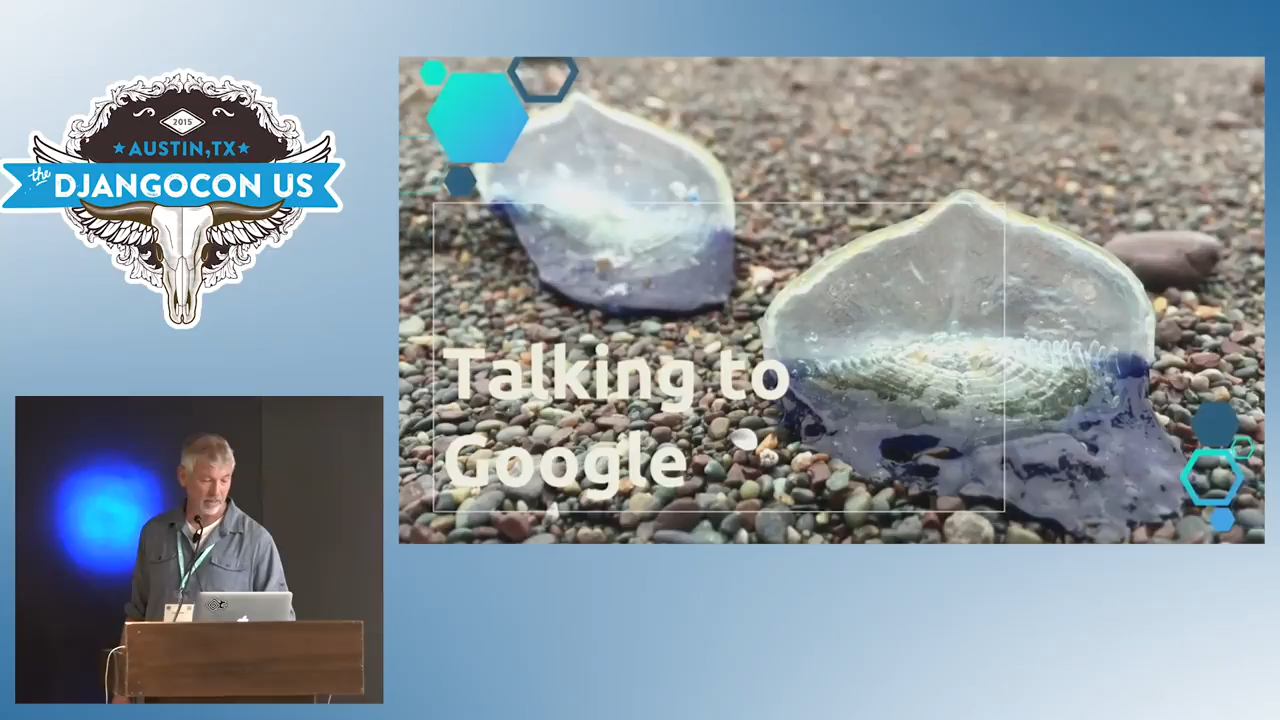 2015
AUSTIN, TX
the
DJANGOCON US
Talking to
Google